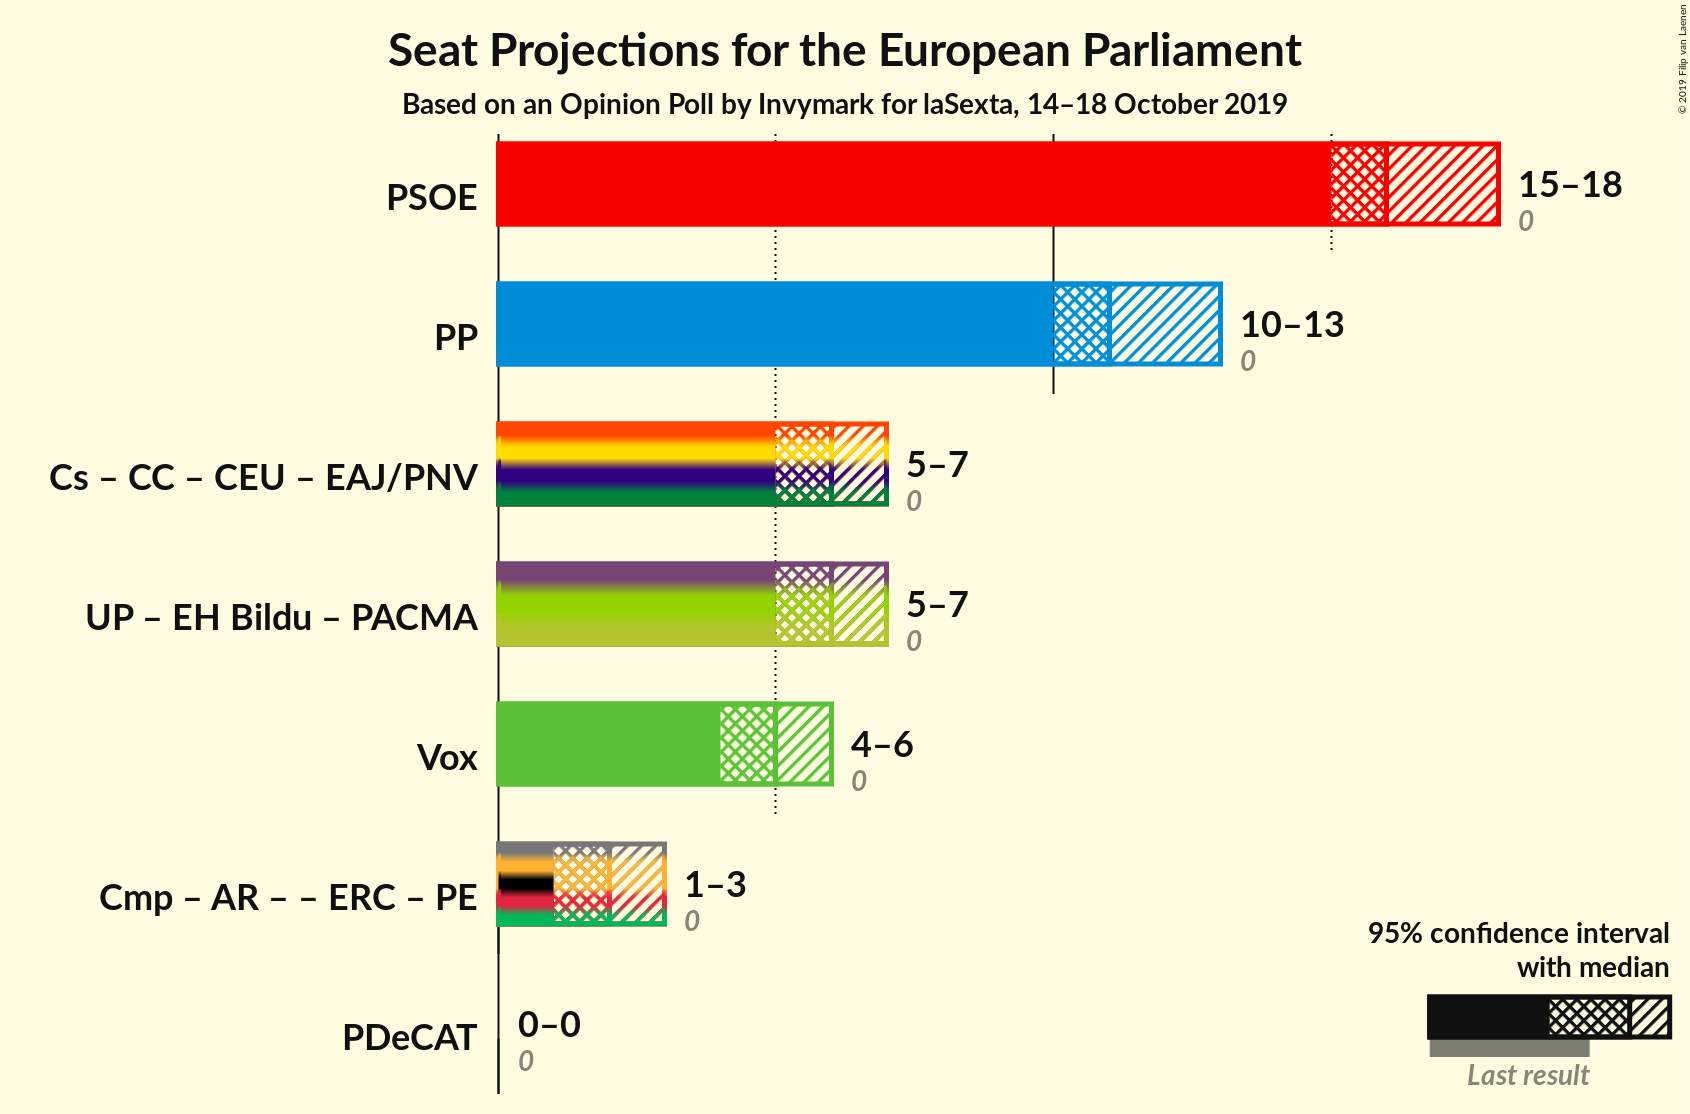 Seat Projections for the European Parliament
Based on an Opinion Poll by Invymark for laSexta, 14–18 October 2019
© 2019 Filip van Laenen
PSOE
15–18
0
PP
10–13
0
Cs – CC – CEU – EAJ/PNV
5–7
0
UP – EH Bildu – PACMA
5–7
0
Vox
4–6
0
Cmp – AR – – ERC – PE
1–3
0
PDeCAT
0–0
0
95% confidence interval
with median
Last result